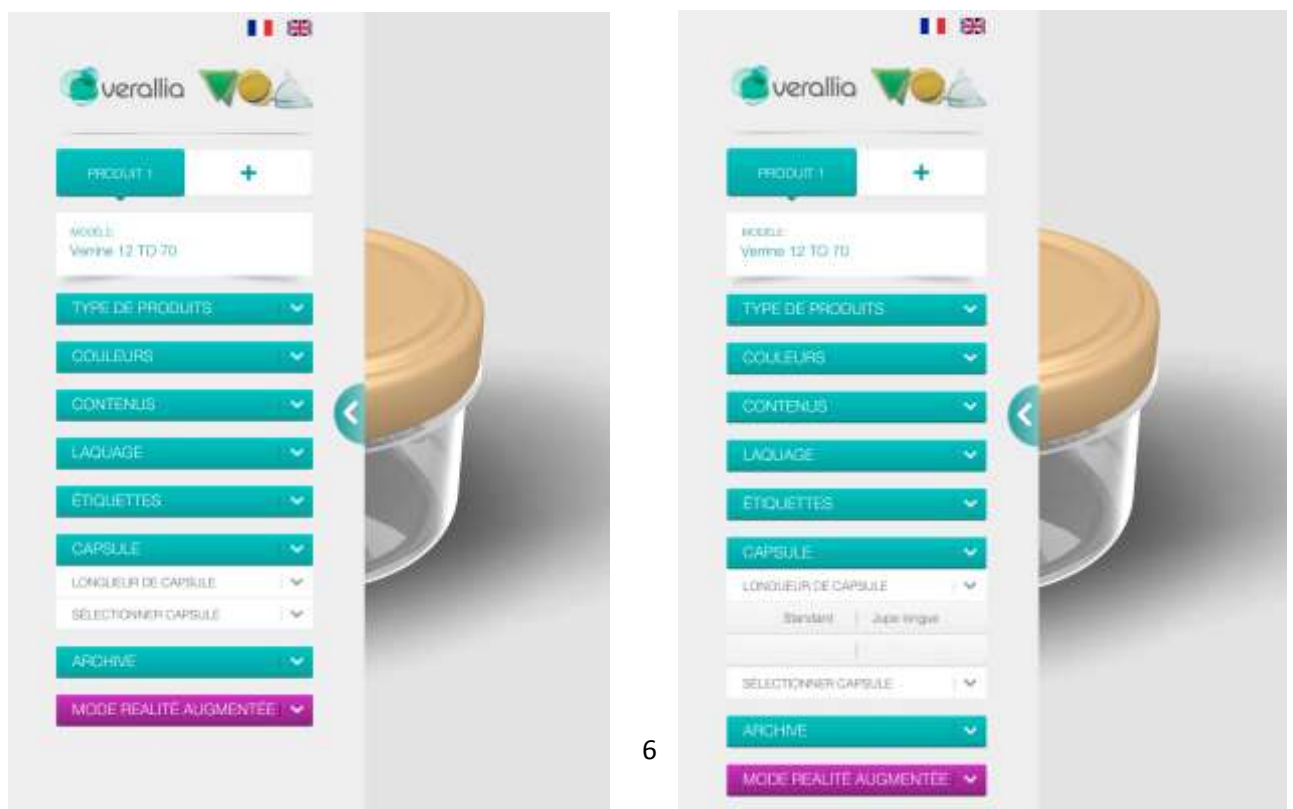 verallia
PRODUIT 1
+
MODÈLE:
Verrine 12 TO 70
TYPE DE PRODUITS
COULEURS
CONTENUS
LAQUAGE
ÉTIQUETTES
CAPSULE
LONGUEUR DE CAPSULE
SÉLECTIONNER CAPSULE
ARCHIVE
MODE REALITÉ AUGMENTÉE
6
verallia
PRODUIT 1
+
MODÈLE:
Verrine 12 TO 70
TYPE DE PRODUITS
COULEURS
CONTENUS
LAQUAGE
ÉTIQUETTES
CAPSULE
LONGUEUR DE CAPSULE
Standard | Jupe longue
SÉLECTIONNER CAPSULE
ARCHIVE
MODE REALITÉ AUGMENTÉE